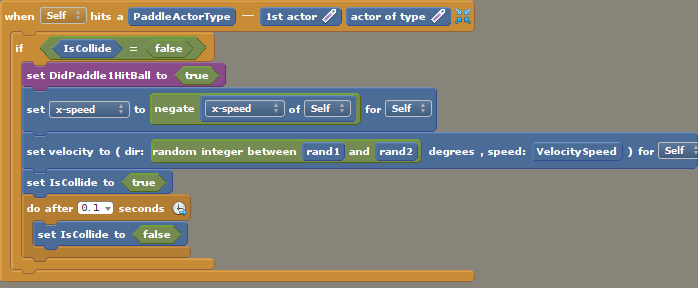 when Self hits a PaddleActorType — 1st actor actor of type
if IsCollide = false
set DidPaddle1HitBall to true
set x-speed to negate x-speed of Self for Self
set velocity to ( dir: random integer between rand1 and rand2 degrees , speed: VelocitySpeed ) for Self
set IsCollide to true
do after 0.1 seconds
set IsCollide to false